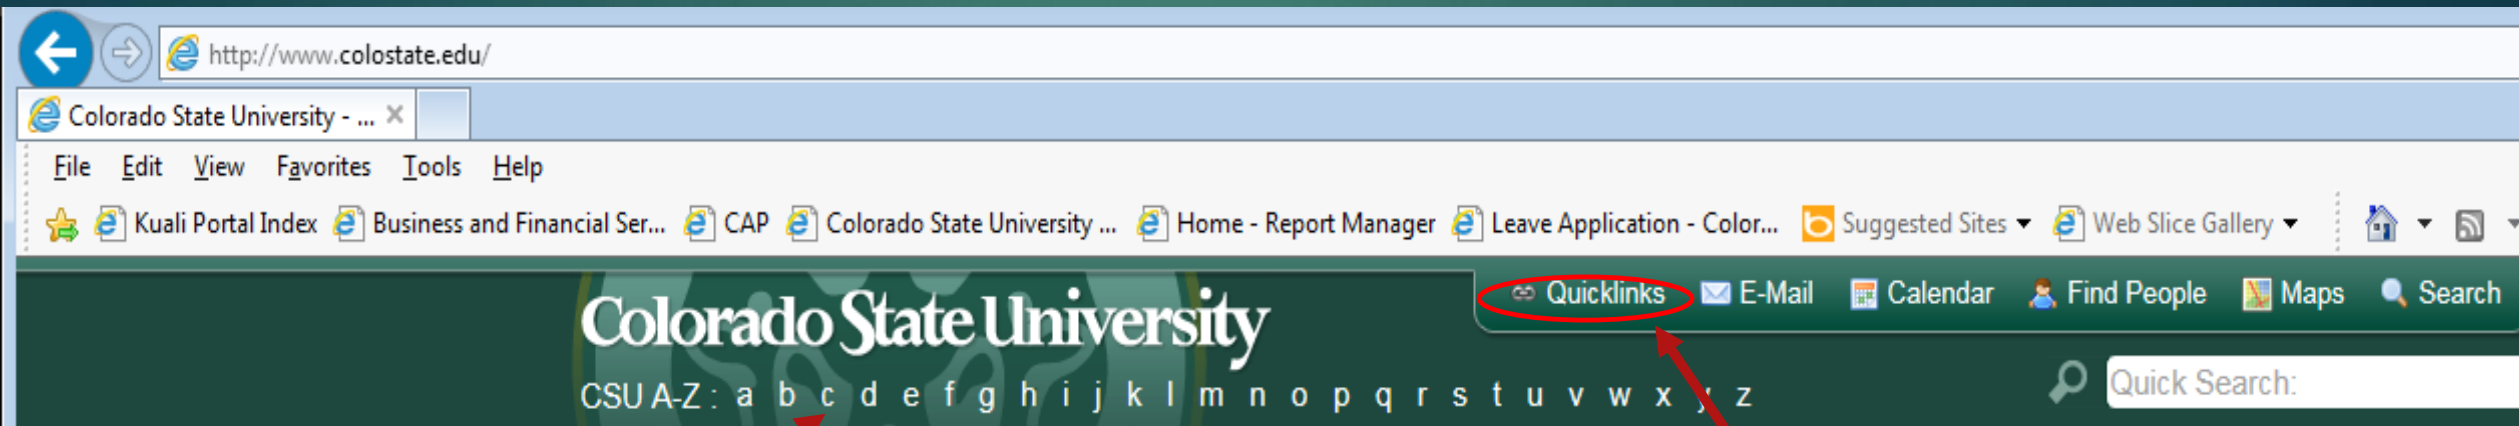 http://www.colostate.edu/
Colorado State University - ...
File Edit View Favorites Tools Help
Kuali Portal Index Business and Financial Ser... CAP Colorado State University ... Home - Report Manager Leave Application - Color... Suggested Sites Web Slice Gallery
Quicklinks E-Mail Calendar Find People Maps Search
Colorado State University
Quick Search:
CSU A-Z : a b c d e f g h i j k l m n o p q r s t u v w x y z